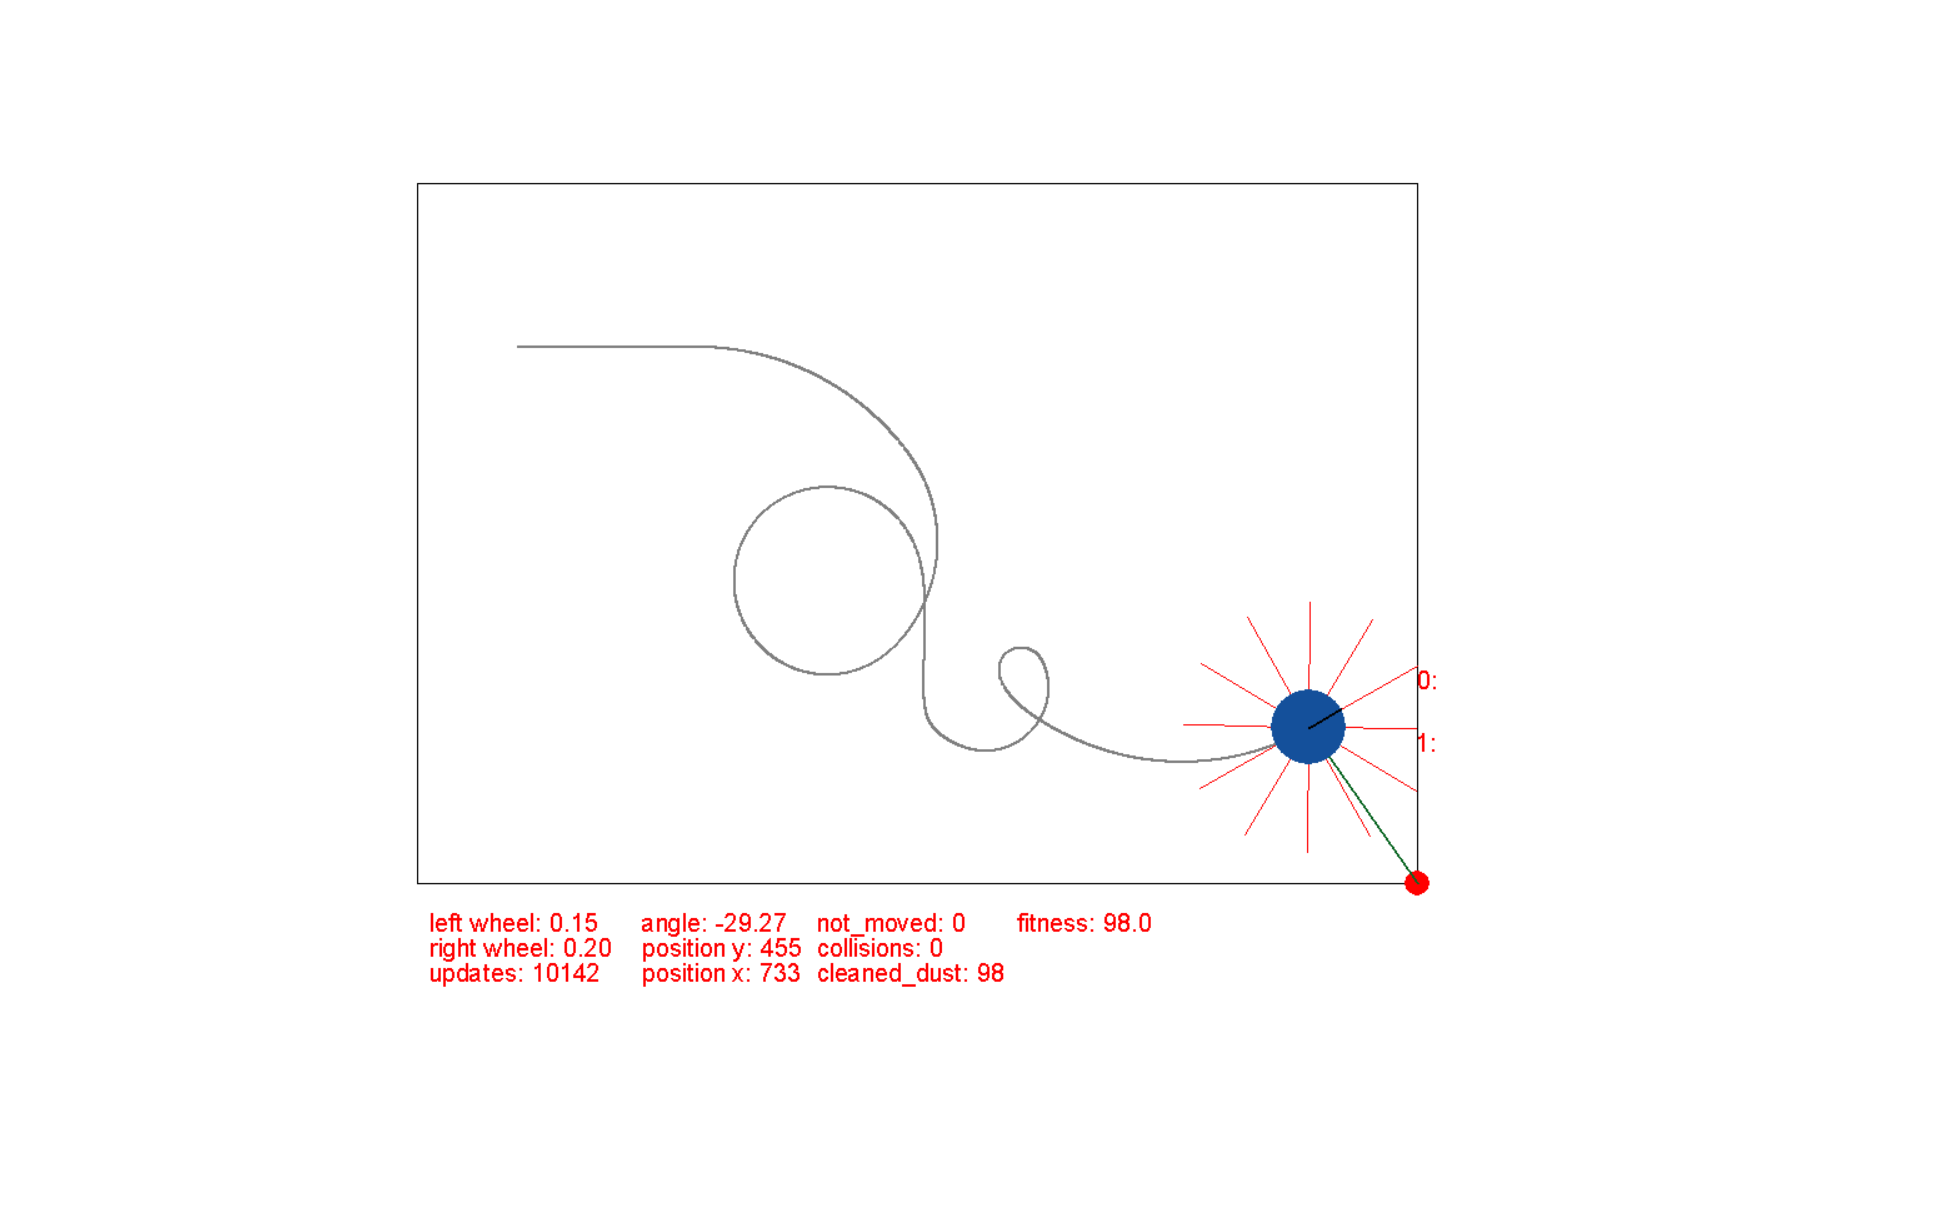 0:
1:
left wheel: 0.15 angle: -29.27 not_moved: 0 fitness: 98.0
right wheel: 0.20 position y: 455 collisions: 0
updates: 10142 position x: 733 cleaned_dust: 98